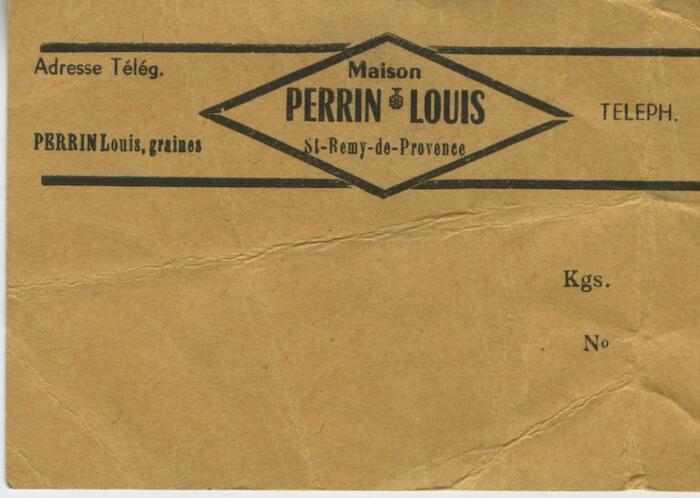 Adresse Télég.
Maison
PERRIN LOUIS
TELEPH.
PERRIN Louis, graines
St-Remy-de-Provence
Kgs.
No